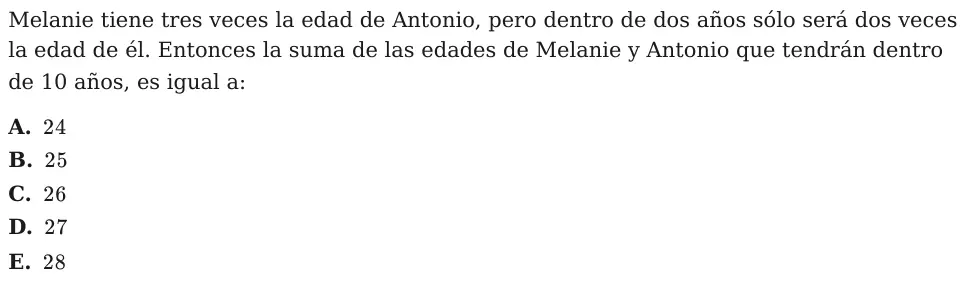 Melanie tiene tres veces la edad de Antonio, pero dentro de dos años sólo será dos veces
la edad de él. Entonces la suma de las edades de Melanie y Antonio que tendrán dentro
de 10 años, es igual a:
A. 24
B. 25
C. 26
D. 27
E. 28